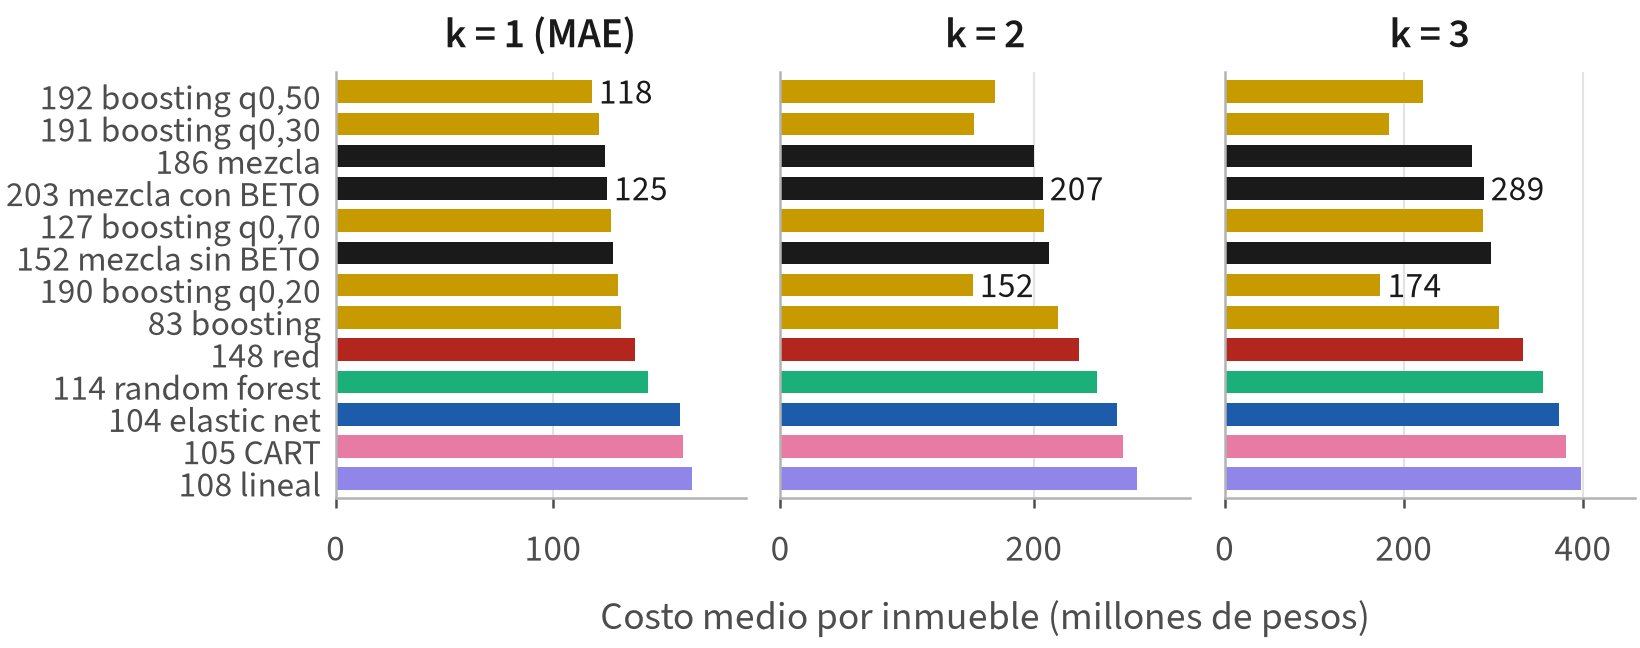 k = 1 (MAE)
k = 2
k = 3
192 boosting q0,50
118
191 boosting q0,30
186 mezcla
203 mezcla con BETO
125
207
289
127 boosting q0,70
152 mezcla sin BETO
190 boosting q0,20
152
174
83 boosting
148 red
114 random forest
104 elastic net
105 CART
108 lineal
0 100
0 200
0 200 400
Costo medio por inmueble (millones de pesos)